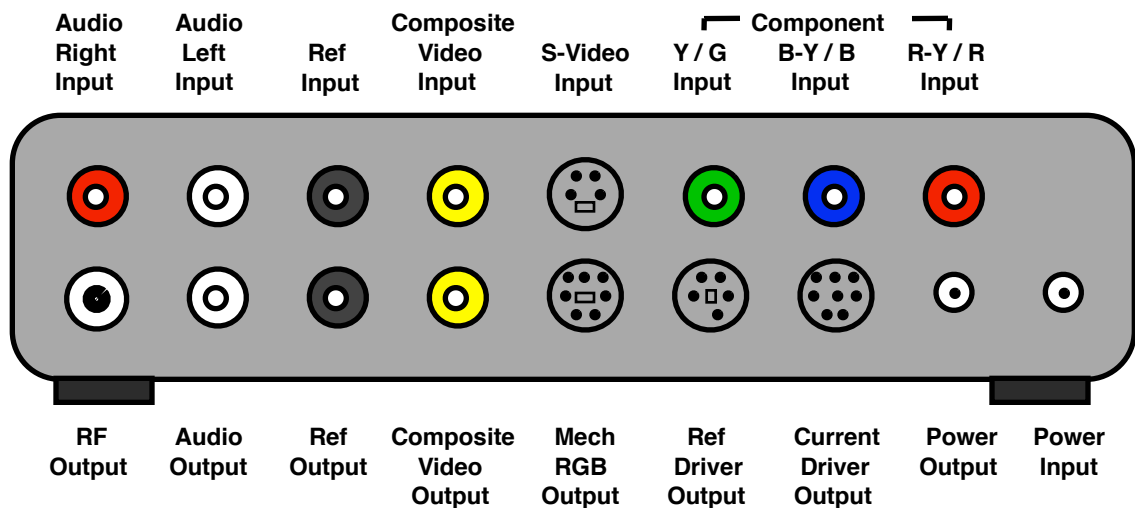 Audio Right Input
Audio Left Input
Ref Input
Composite Video Input
S-Video Input
Component
Y / G Input
B-Y / B Input
R-Y / R Input
RF Output
Audio Output
Ref Output
Composite Video Output
Mech RGB Output
Ref Driver Output
Current Driver Output
Power Output
Power Input